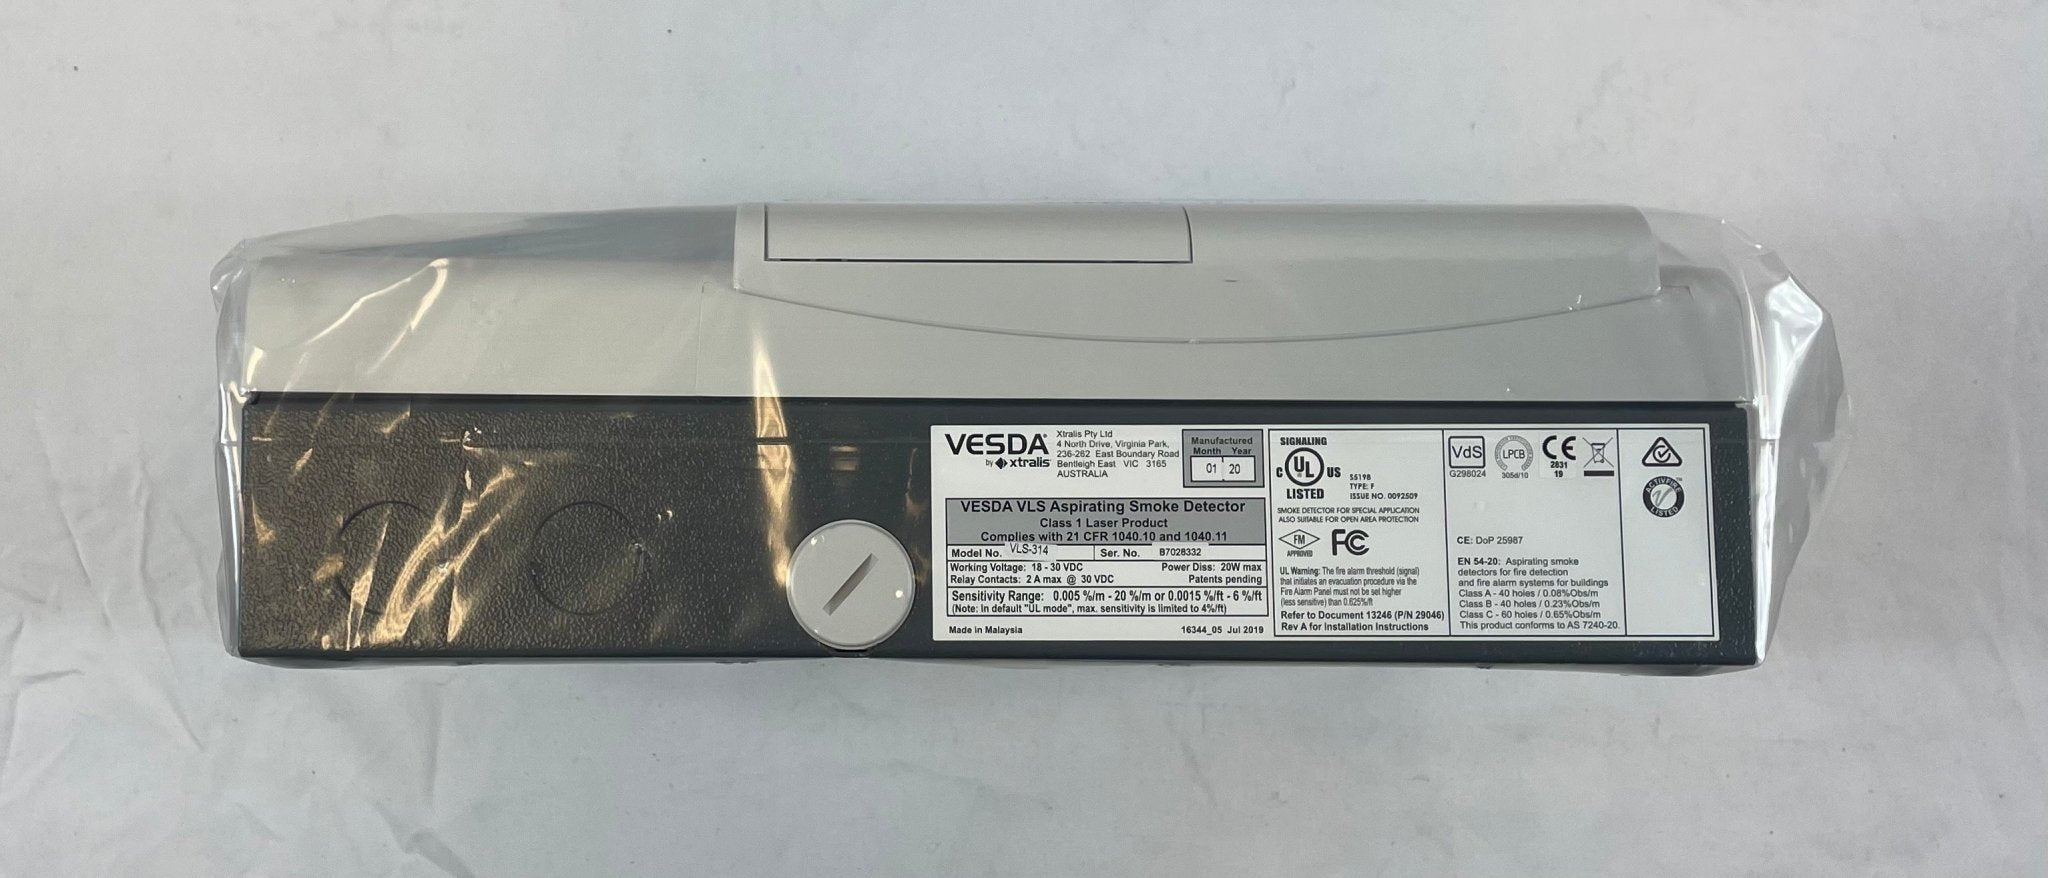 VESDA
by xtralis
Xtralis Pty Ltd
4 North Drive, Virginia Park,
236-262 East Boundary Road
Bentleigh East VIC 3165
AUSTRALIA
Manufactured
Month Year
01 20
VESDA VLS Aspirating Smoke Detector
Class 1 Laser Product
Complies with 21 CFR 1040.10 and 1040.11
Model No. VLS-314 Ser. No. B7028332
Working Voltage: 18 - 30 VDC Power Diss: 20W max
Relay Contacts: 2 A max @ 30 VDC Patents pending
Sensitivity Range: 0.005 %/m - 20 %/m or 0.0015 %/ft - 6 %/ft
(Note: In default "UL mode", max. sensitivity is limited to 4%/ft)
Made in Malaysia 16344_05 Jul 2019
SIGNALING
C UL US
LISTED
S5198
TYPE: F
ISSUE NO. 0092509
SMOKE DETECTOR FOR SPECIAL APPLICATION
ALSO SUITABLE FOR OPEN AREA PROTECTION
FM
APPROVED
FC
UL Warning: The fire alarm threshold (signal)
that initiates an evacuation procedure via the
Fire Alarm Panel must not be set higher
(less sensitive) than 0.625%/ft
Refer to Document 13246 (P/N 29046)
Rev A for Installation Instructions
VdS
G298024
LPCB
305d/10
CE
2831
19
CE: DoP 25987
EN 54-20: Aspirating smoke
detectors for fire detection
and fire alarm systems for buildings
Class A - 40 holes / 0.08%Obs/m
Class B - 40 holes / 0.23%Obs/m
Class C - 60 holes / 0.65%Obs/m
This product conforms to AS 7240-20.
ACTIVFIRE
LISTED